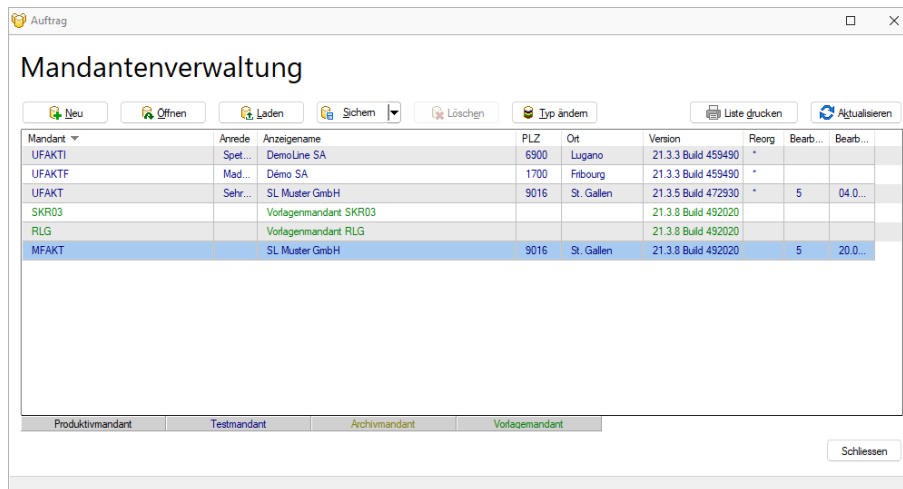 Auftrag
Mandantenverwaltung
Neu Öffnen Laden Sichern Löschen Typ ändern Liste drucken Aktualisieren
Mandant Anrede Anzeigename PLZ Ort Version Reorg Bearb... Bearb...
UFAKTI Spet... DemoLine SA 6900 Lugano 21.3.3 Build 459490 *
UFAKTF Mad... Démo SA 1700 Fribourg 21.3.3 Build 459490 *
UFAKT Sehr... SL Muster GmbH 9016 St. Gallen 21.3.5 Build 472930 * 5 04.0...
SKR03 Vorlagenmandant SKR03 21.3.8 Build 492020
RLG Vorlagenmandant RLG 21.3.8 Build 492020
MFAKT SL Muster GmbH 9016 St. Gallen 21.3.8 Build 492020 5 20.0...
Produktivmandant Testmandant Archivmandant Vorlagemandant
Schliessen